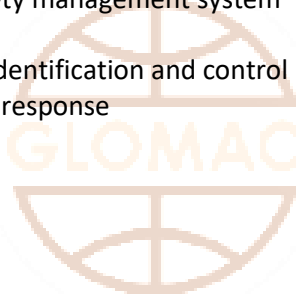 ty management system
dentification and control
response
GLOMAC